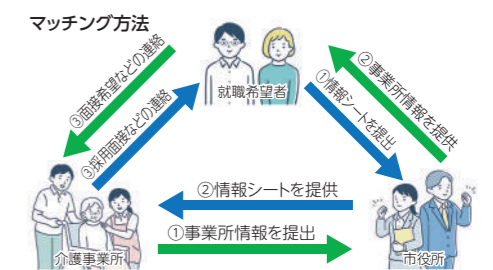 マッチング方法
就職希望者
③面接希望などの連絡
③採用面接などの連絡
①情報シートを提出
②事業所情報を提供
②情報シートを提供
①事業所情報を提出
介護事業所
市役所